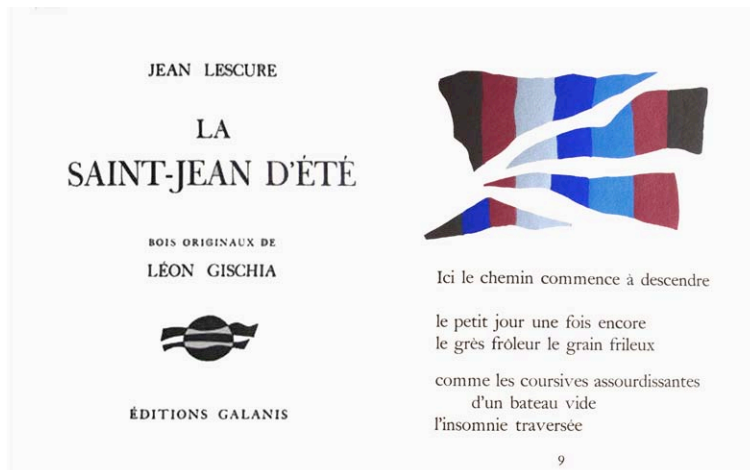 JEAN LESCURE
LA
SAINT-JEAN D'ÉTÉ
BOIS ORIGINAUX DE
LÉON GISCHIA
ÉDITIONS GALANIS
Ici le chemin commence à descendre
le petit jour une fois encore
le grès frôleur le grain frileux
comme les coursives assourdissantes
d'un bateau vide
l'insomnie traversée
9